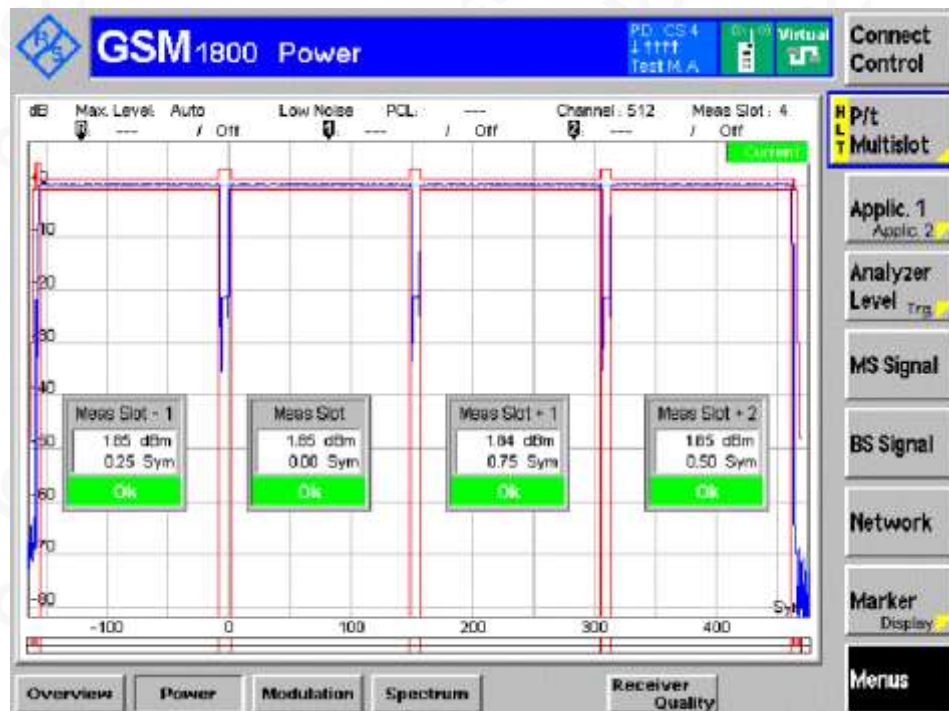 GSM 1800 Power
PD CS 4
Test M. A.
Virtual
Connect Control
dB Max. Level: Auto Low Noise PCL: --- Channel: 512 Meas Slot: 4
--- / Off 1 --- / Off 2 --- / Off
Current
HLT
P/t Multislot
Applic. 1
Applic. 2
Analyzer Level Trg.
MS Signal
BS Signal
Network
Marker
Display
Menus
-10
-20
-30
-40
-50
-60
-70
-80
Meas Slot - 1
1.85 dBm
0.25 Sym
Ok
Meas Slot
1.85 dBm
0.00 Sym
Ok
Meas Slot + 1
1.84 dBm
0.75 Sym
Ok
Meas Slot + 2
1.85 dBm
0.50 Sym
Ok
-100 0 100 200 300 400
Overview Power Modulation Spectrum Receiver Quality